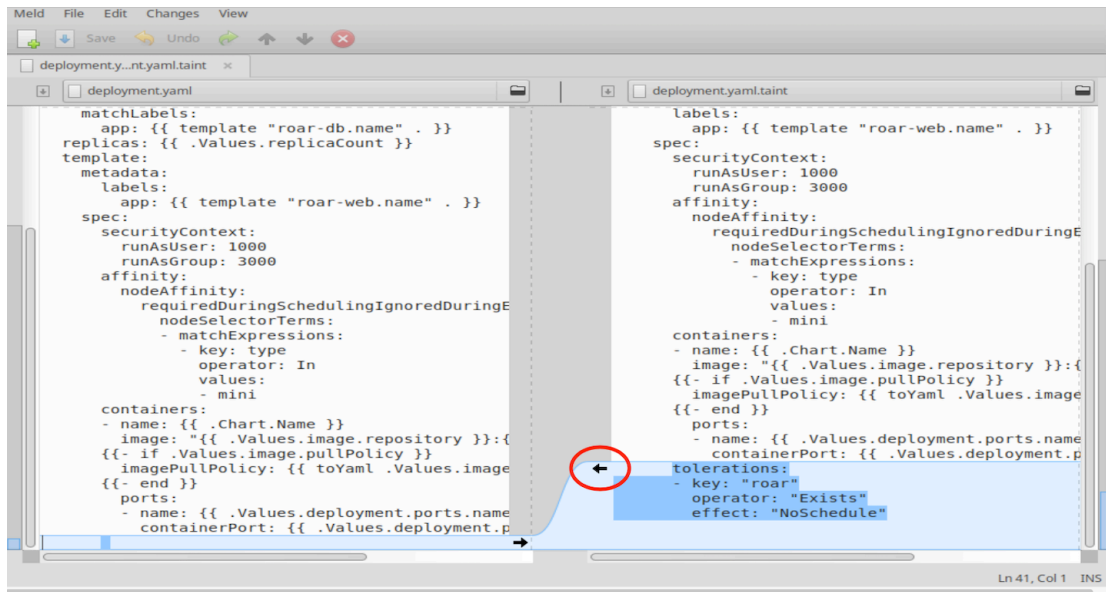 Meld File Edit Changes View
Save Undo
deployment.y...nt.yaml.taint ×
deployment.yaml
matchLabels:
app: {{ template "roar-db.name" . }}
replicas: {{ .Values.replicaCount }}
template:
metadata:
labels:
app: {{ template "roar-web.name" . }}
spec:
securityContext:
runAsUser: 1000
runAsGroup: 3000
affinity:
nodeAffinity:
requiredDuringSchedulingIgnoredDuringE
nodeSelectorTerms:
- matchExpressions:
- key: type
operator: In
values:
- mini
containers:
- name: {{ .Chart.Name }}
image: "{{ .Values.image.repository }}:{
{{- if .Values.image.pullPolicy }}
imagePullPolicy: {{ toYaml .Values.image
{{- end }}
ports:
- name: {{ .Values.deployment.ports.name
containerPort: {{ .Values.deployment.p
deployment.yaml.taint
labels:
app: {{ template "roar-web.name" . }}
spec:
securityContext:
runAsUser: 1000
runAsGroup: 3000
affinity:
nodeAffinity:
requiredDuringSchedulingIgnoredDuringE
nodeSelectorTerms:
- matchExpressions:
- key: type
operator: In
values:
- mini
containers:
- name: {{ .Chart.Name }}
image: "{{ .Values.image.repository }}:{
{{- if .Values.image.pullPolicy }}
imagePullPolicy: {{ toYaml .Values.image
{{- end }}
ports:
- name: {{ .Values.deployment.ports.name
containerPort: {{ .Values.deployment.p
tolerations:
- key: "roar"
operator: "Exists"
effect: "NoSchedule"
Ln 41, Col 1 INS